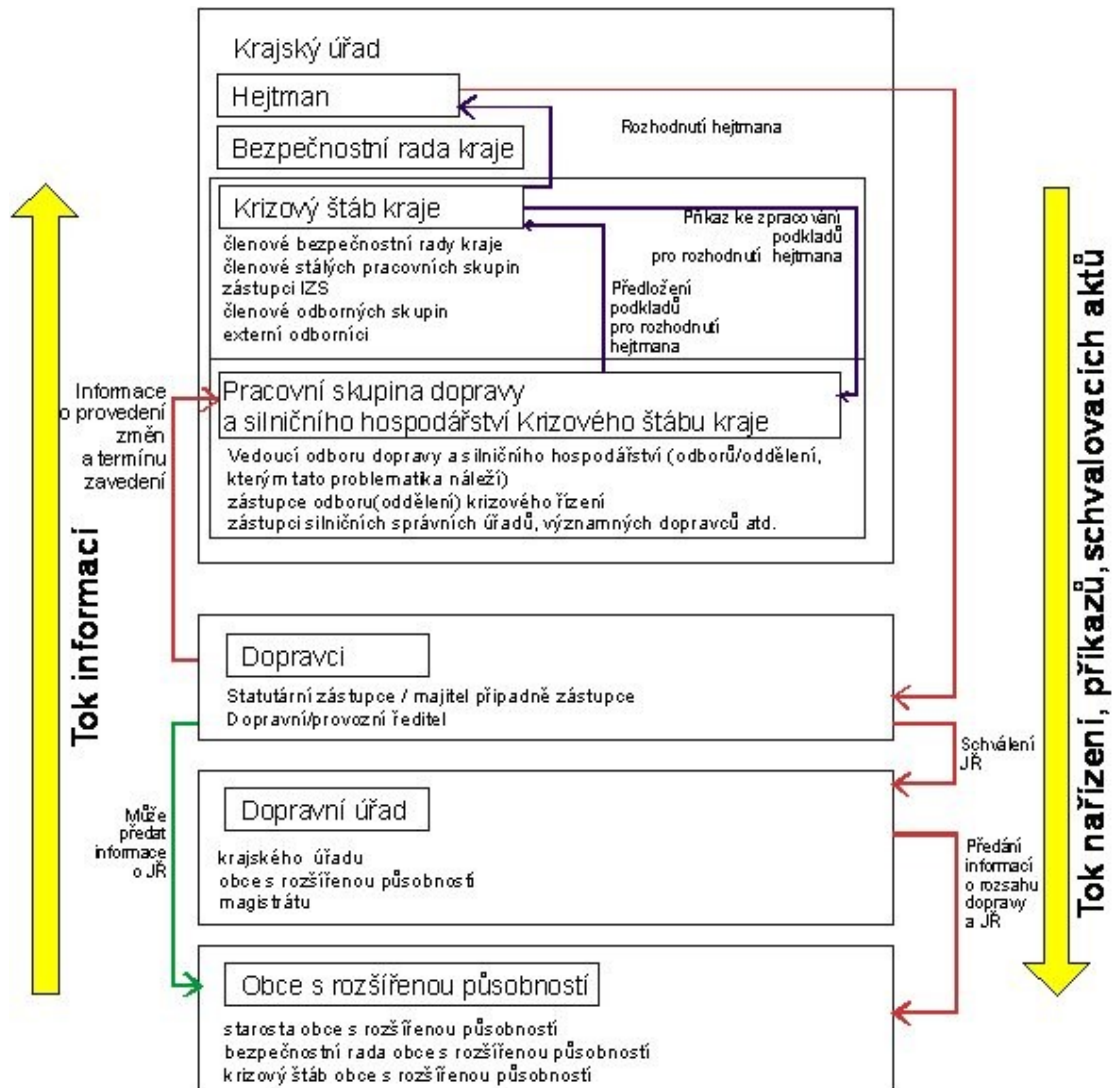 Krajský úřad
Hejtman
Rozhodnutí hejtmana
Bezpečnostní rada kraje
Krizový štáb kraje
členové bezpečnostní rady kraje
členové stálých pracovních skupin
zástupci IZS
členové odborných skupin
externí odborníci
Příkaz ke zpracování
podkladů
pro rozhodnutí hejtmana
Předložení
podkladů
pro rozhodnutí
hejtmana
Pracovní skupina dopravy
a silničního hospodářství Krizového štábu kraje
Vedoucí odboru dopravy a silničního hospodářství (odborů/oddělení,
kterým tato problematika náleží)
zástupce odboru(oddělení) krizového řízení
zástupci silničních správních úřadů, významných dopravců atd.
Informace
o provedení
změn
a termínu
zavedení
Tok informací
Tok nařízení, příkazů, schvalovacích aktů
Dopravci
Statutární zástupce / majitel případně zástupce
Dopravní/provozní ředitel
Schválení
JŘ
Dopravní úřad
krajského úřadu
obce s rozšířenou působností
magistrátu
Může
předat
informace
o JŘ
Předání
informací
o rozsahu
dopravy
a JŘ
Obce s rozšířenou působností
starosta obce s rozšířenou působností
bezpečnostní rada obce s rozšířenou působností
krizový štáb obce s rozšířenou působností